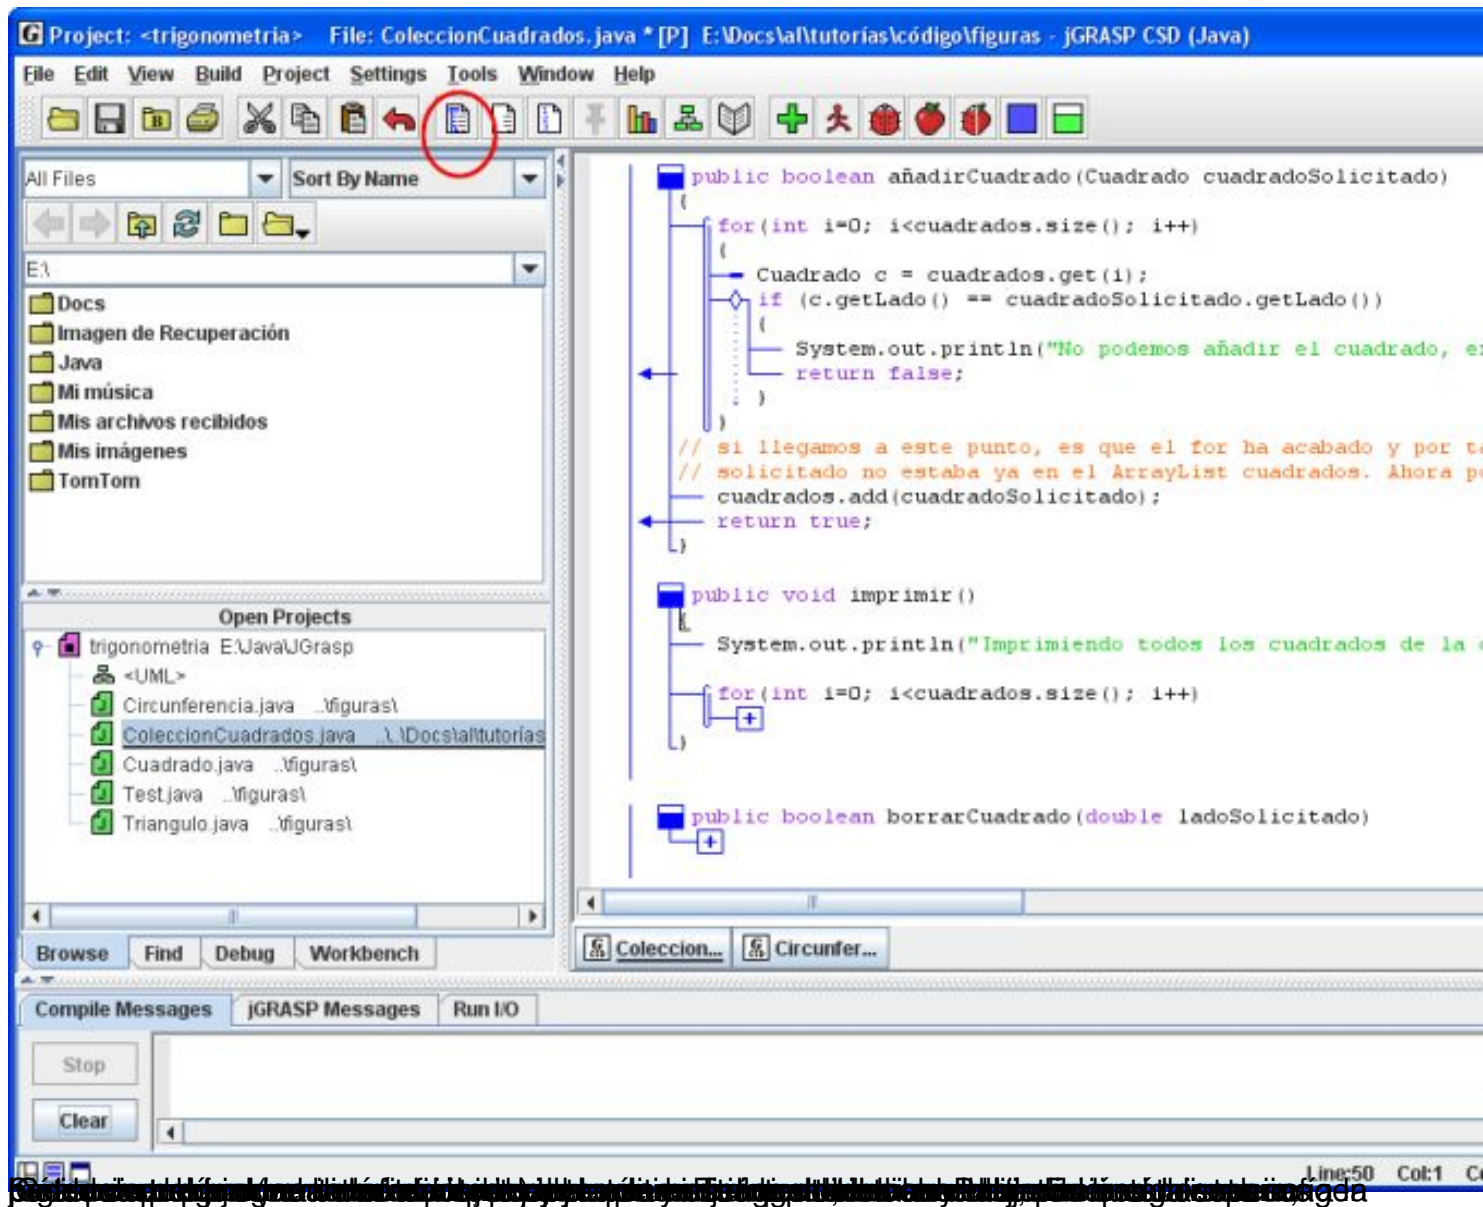 Project: <trigonometria> File: ColeccionCuadrados.java * [P] E:\Docs\al\tutorías\código\figuras - jGRASP CSD (Java)
File Edit View Build Project Settings Tools Window Help
All Files
Sort By Name
E:\
Docs
Imagen de Recuperación
Java
Mi música
Mis archivos recibidos
Mis imágenes
TomTom
Open Projects
trigonometria E:\Java\JGrasp
<UML>
Circunferencia.java ..\figuras\
ColeccionCuadrados.java ..\..\Docs\al\tutorías
Cuadrado.java ..\figuras\
Test.java ..\figuras\
Triangulo.java ..\figuras\
Browse Find Debug Workbench
public boolean añadirCuadrado(Cuadrado cuadradoSolicitado)
{
for(int i=0; i<cuadrados.size(); i++)
{
Cuadrado c = cuadrados.get(i);
if (c.getLado() == cuadradoSolicitado.getLado())
{
System.out.println("No podemos añadir el cuadrado,
return false;
}
}
// si llegamos a este punto, es que el for ha acabado y por
// solicitado no estaba ya en el ArrayList cuadrados. Ahora
cuadrados.add(cuadradoSolicitado);
return true;
}
public void imprimir()
{
System.out.println("Imprimiendo todos los cuadrados de la
for(int i=0; i<cuadrados.size(); i++)
+
}
public boolean borrarCuadrado(double ladoSolicitado)
+
Coleccion... Circunfer...
Compile Messages jGRASP Messages Run I/O
Stop
Clear
Line:50 Col:1